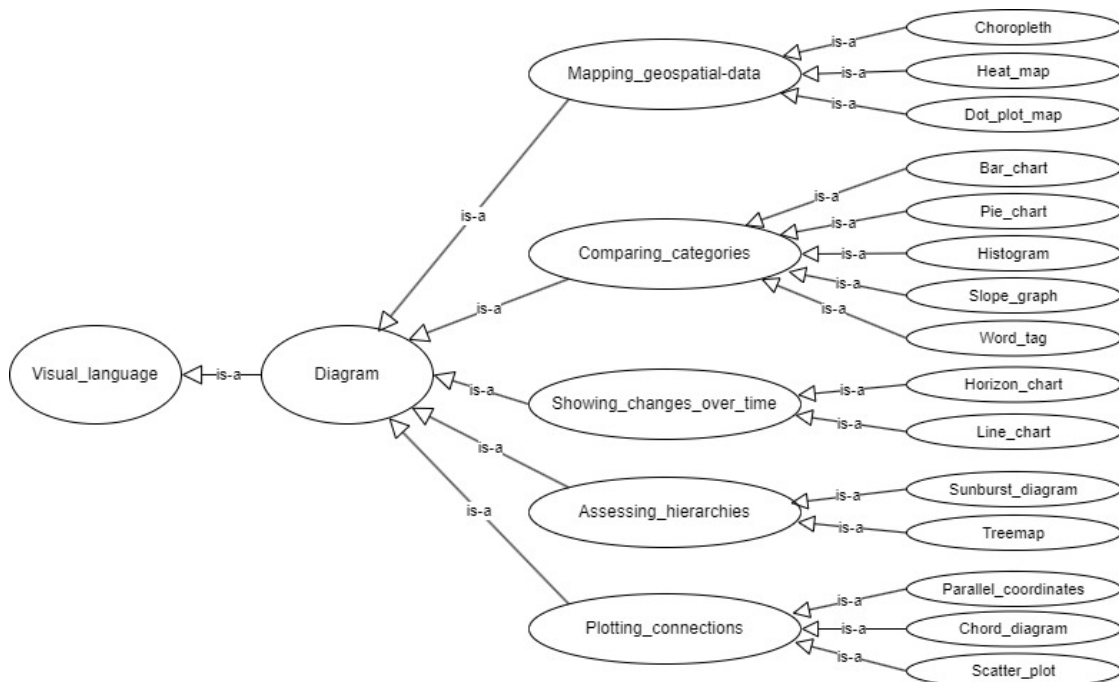 Choropleth
is-a
Mapping_geospatial-data
is-a
Heat_map
is-a
Dot_plot_map
Bar_chart
is-a
is-a
Pie_chart
is-a
Comparing_categories
is-a
Histogram
is-a
Slope_graph
is-a
is-a
Word_tag
Visual_language
is-a
Diagram
is-a
Showing_changes_over_time
is-a
Horizon_chart
is-a
Line_chart
is-a
Assessing_hierarchies
is-a
Sunburst_diagram
is-a
Treemap
is-a
Plotting_connections
is-a
Parallel_coordinates
is-a
Chord_diagram
is-a
Scatter_plot